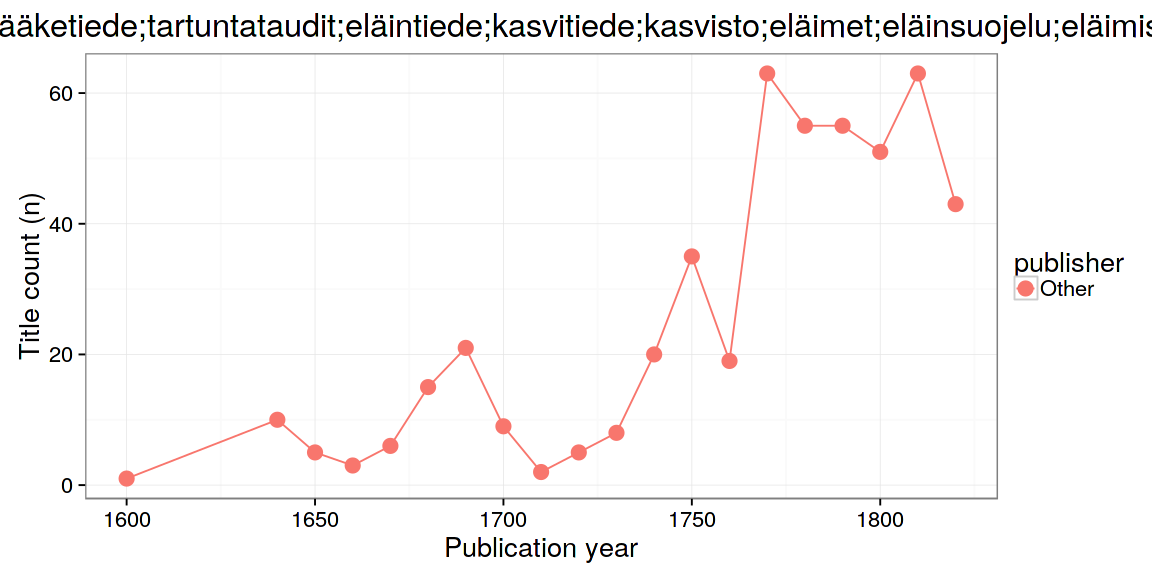 ääketiede;tartuntataudit;eläintiede;kasvitiede;kasvisto;eläimet;eläinsuojelu;eläimis
60
40
20
0
Title count (n)
1600 1650 1700 1750 1800
Publication year
publisher
Other